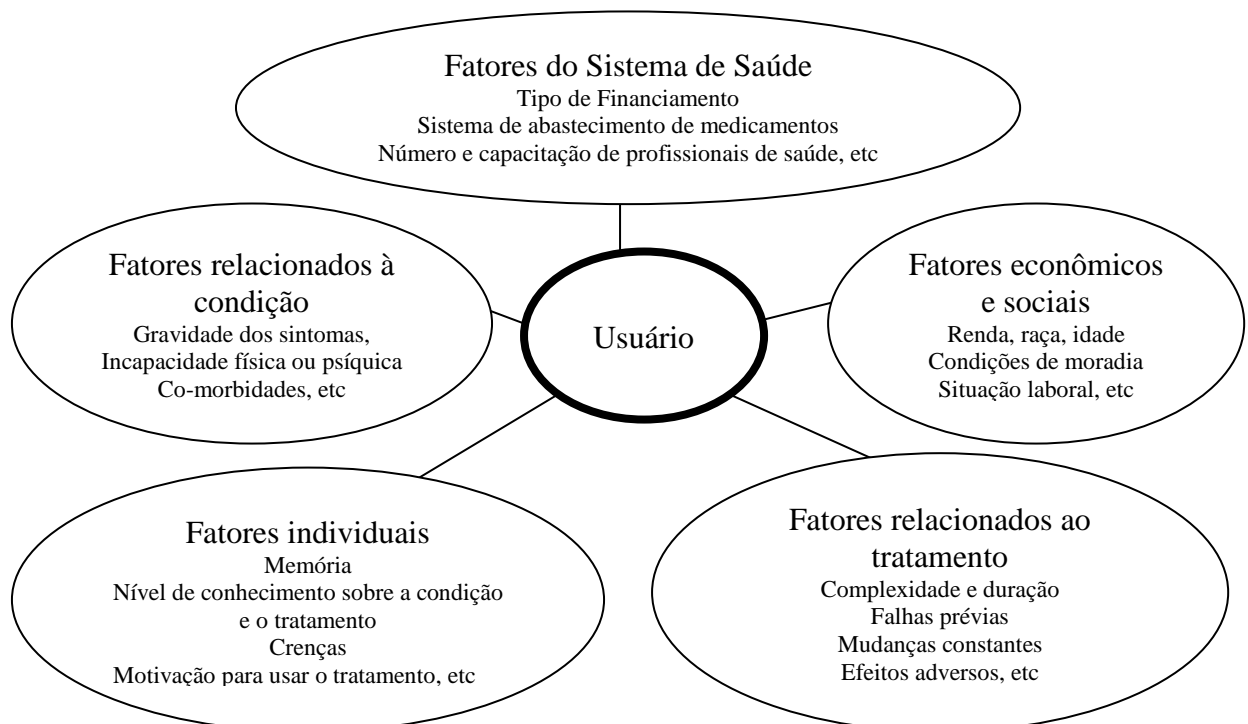 Fatores do Sistema de Saúde
Tipo de Financiamento
Sistema de abastecimento de medicamentos
Número e capacitação de profissionais de saúde, etc
Fatores relacionados à
condição
Gravidade dos sintomas,
Incapacidade física ou psíquica
Co-morbidades, etc
Usuário
Fatores econômicos
e sociais
Renda, raça, idade
Condições de moradia
Situação laboral, etc
Fatores individuais
Memória
Nível de conhecimento sobre a condição
e o tratamento
Crenças
Motivação para usar o tratamento, etc
Fatores relacionados ao
tratamento
Complexidade e duração
Falhas prévias
Mudanças constantes
Efeitos adversos, etc